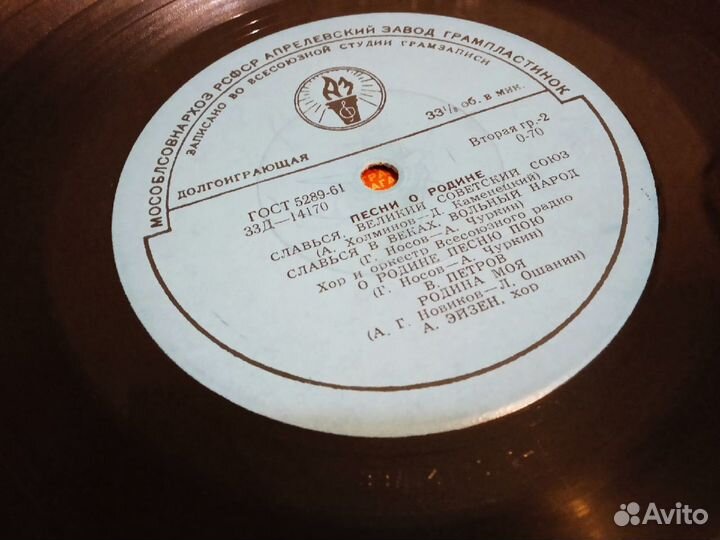 МОСОБЛСОВНАРХОЗ РСФСР АПРЕЛЕВСКИЙ ЗАВОД ГРАМПЛАСТИНОК
ЗАПИСАНО ВО ВСЕСОЮЗНОЙ СТУДИИ ГРАМЗАПИСИ
АЗ
ДОЛГОИГРАЮЩАЯ
33⅓ об. в мин.
ГОСТ 5289-61
Вторая гр.-2
33Д—14170
0-70
ПЕСНИ О РОДИНЕ
СЛАВЬСЯ, ВЕЛИКИЙ СОВЕТСКИЙ СОЮЗ
(А. Холминов—Д. Каменецкий)
СЛАВЬСЯ В ВЕКАХ, ВОЛЬНЫЙ НАРОД
(Г. Носов—А. Чуркин)
Хор и оркестр Всесоюзного радио
О РОДИНЕ ПЕСНЮ ПОЮ
(Г. Носов—А. Чуркин)
В. ПЕТРОВ
РОДИНА МОЯ
(А. Г. Новиков—Л. Ошанин)
А. ЭЙЗЕН, хор
Avito